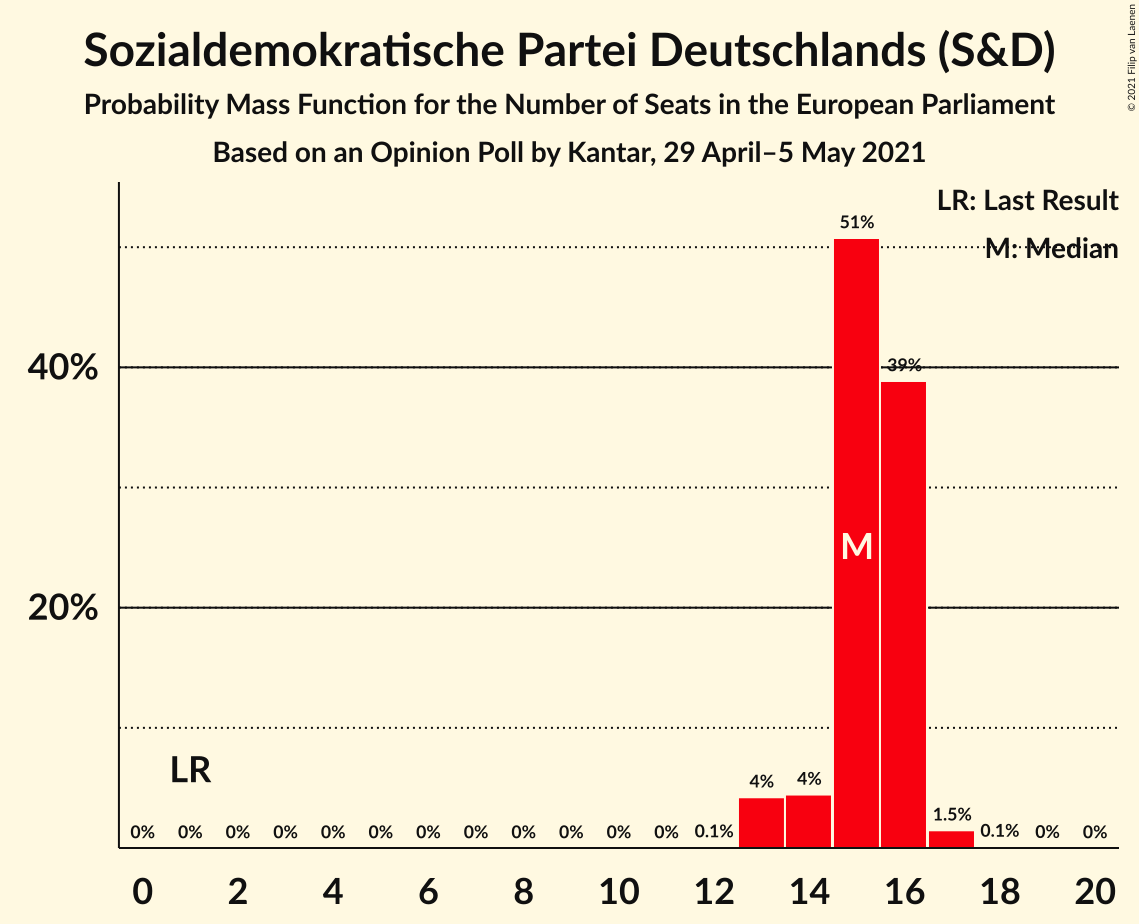 Sozialdemokratische Partei Deutschlands (S&D)
Probability Mass Function for the Number of Seats in the European Parliament
Based on an Opinion Poll by Kantar, 29 April–5 May 2021
© 2021 Filip van Laenen
LR: Last Result
M: Median
51%
40%
39%
M
20%
LR
0% 0% 0% 0% 0% 0% 0% 0% 0% 0% 0% 0% 0.1% 4% 4% 1.5% 0.1% 0% 0%
0 2 4 6 8 10 12 14 16 18 20